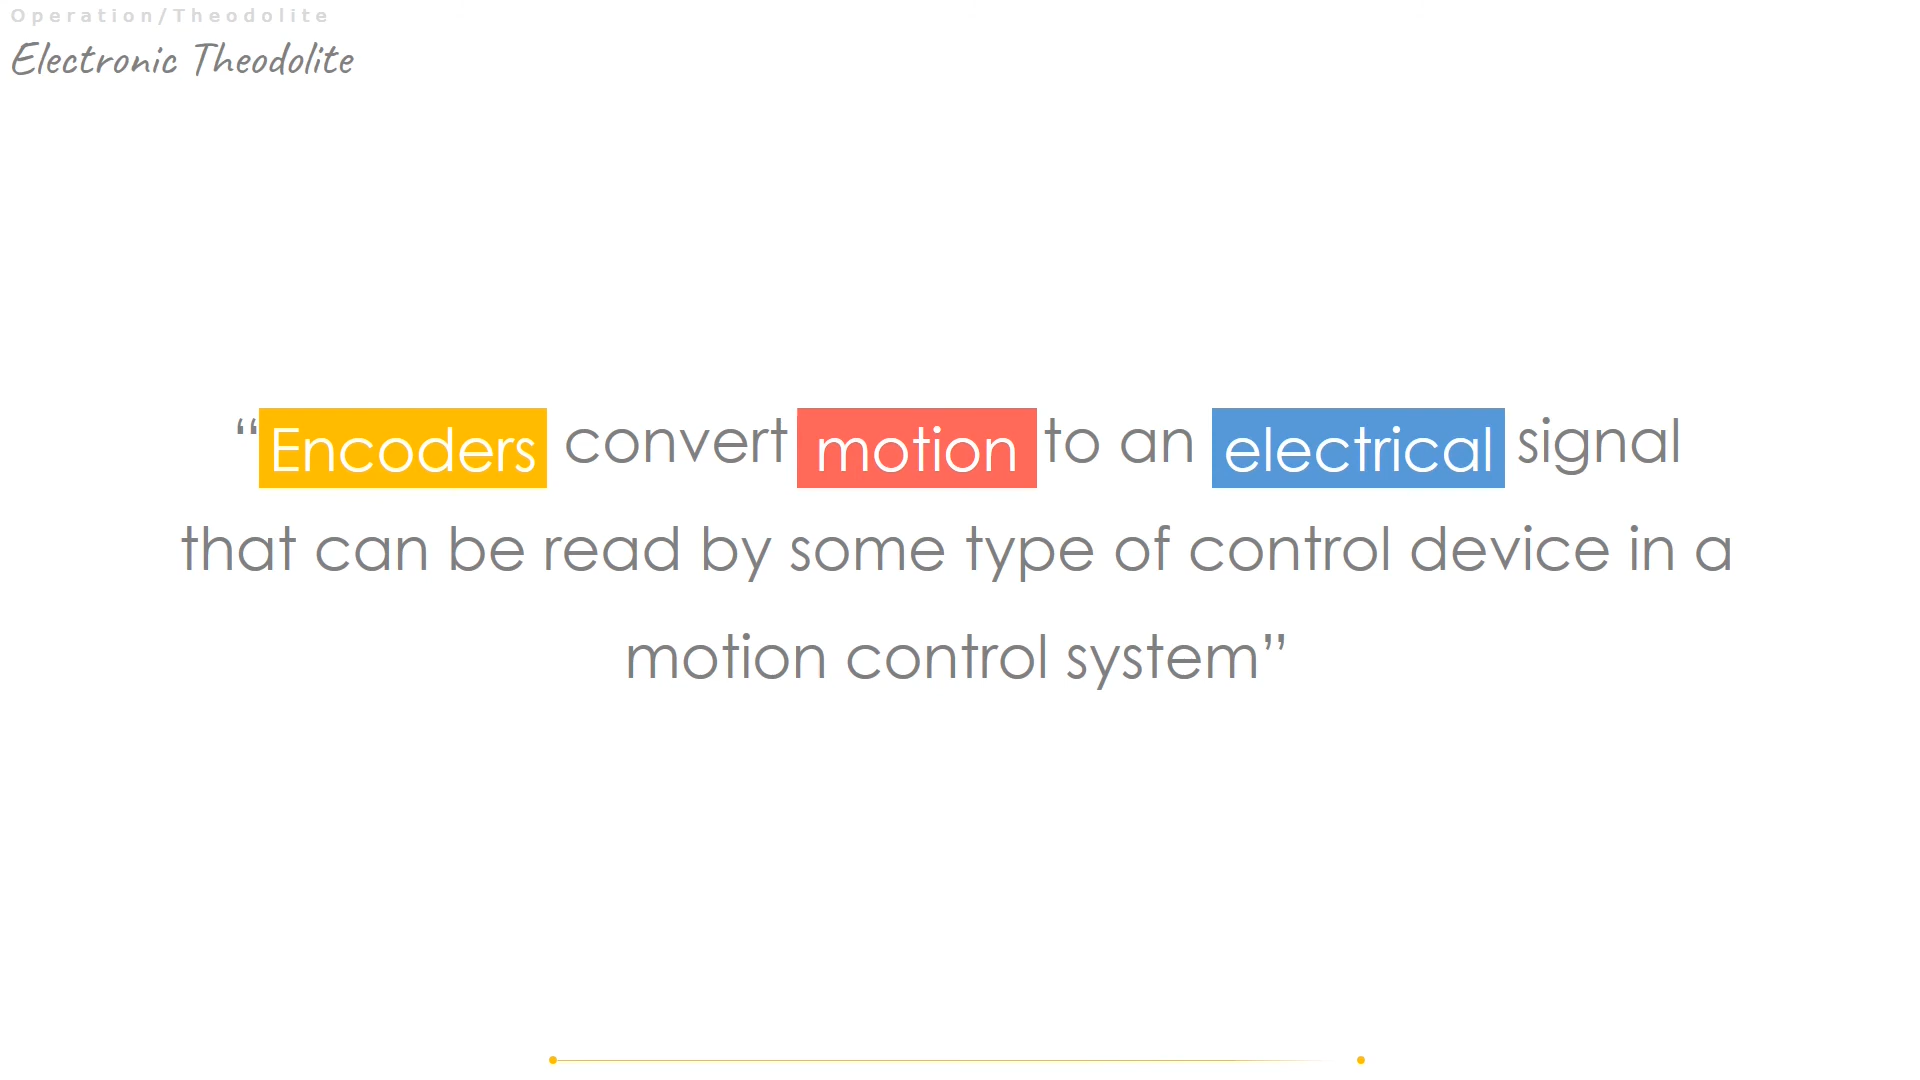 Operation/Theodolite
Electronic Theodolite
“Encoders convert motion to an electrical signal
that can be read by some type of control device in a
motion control system”